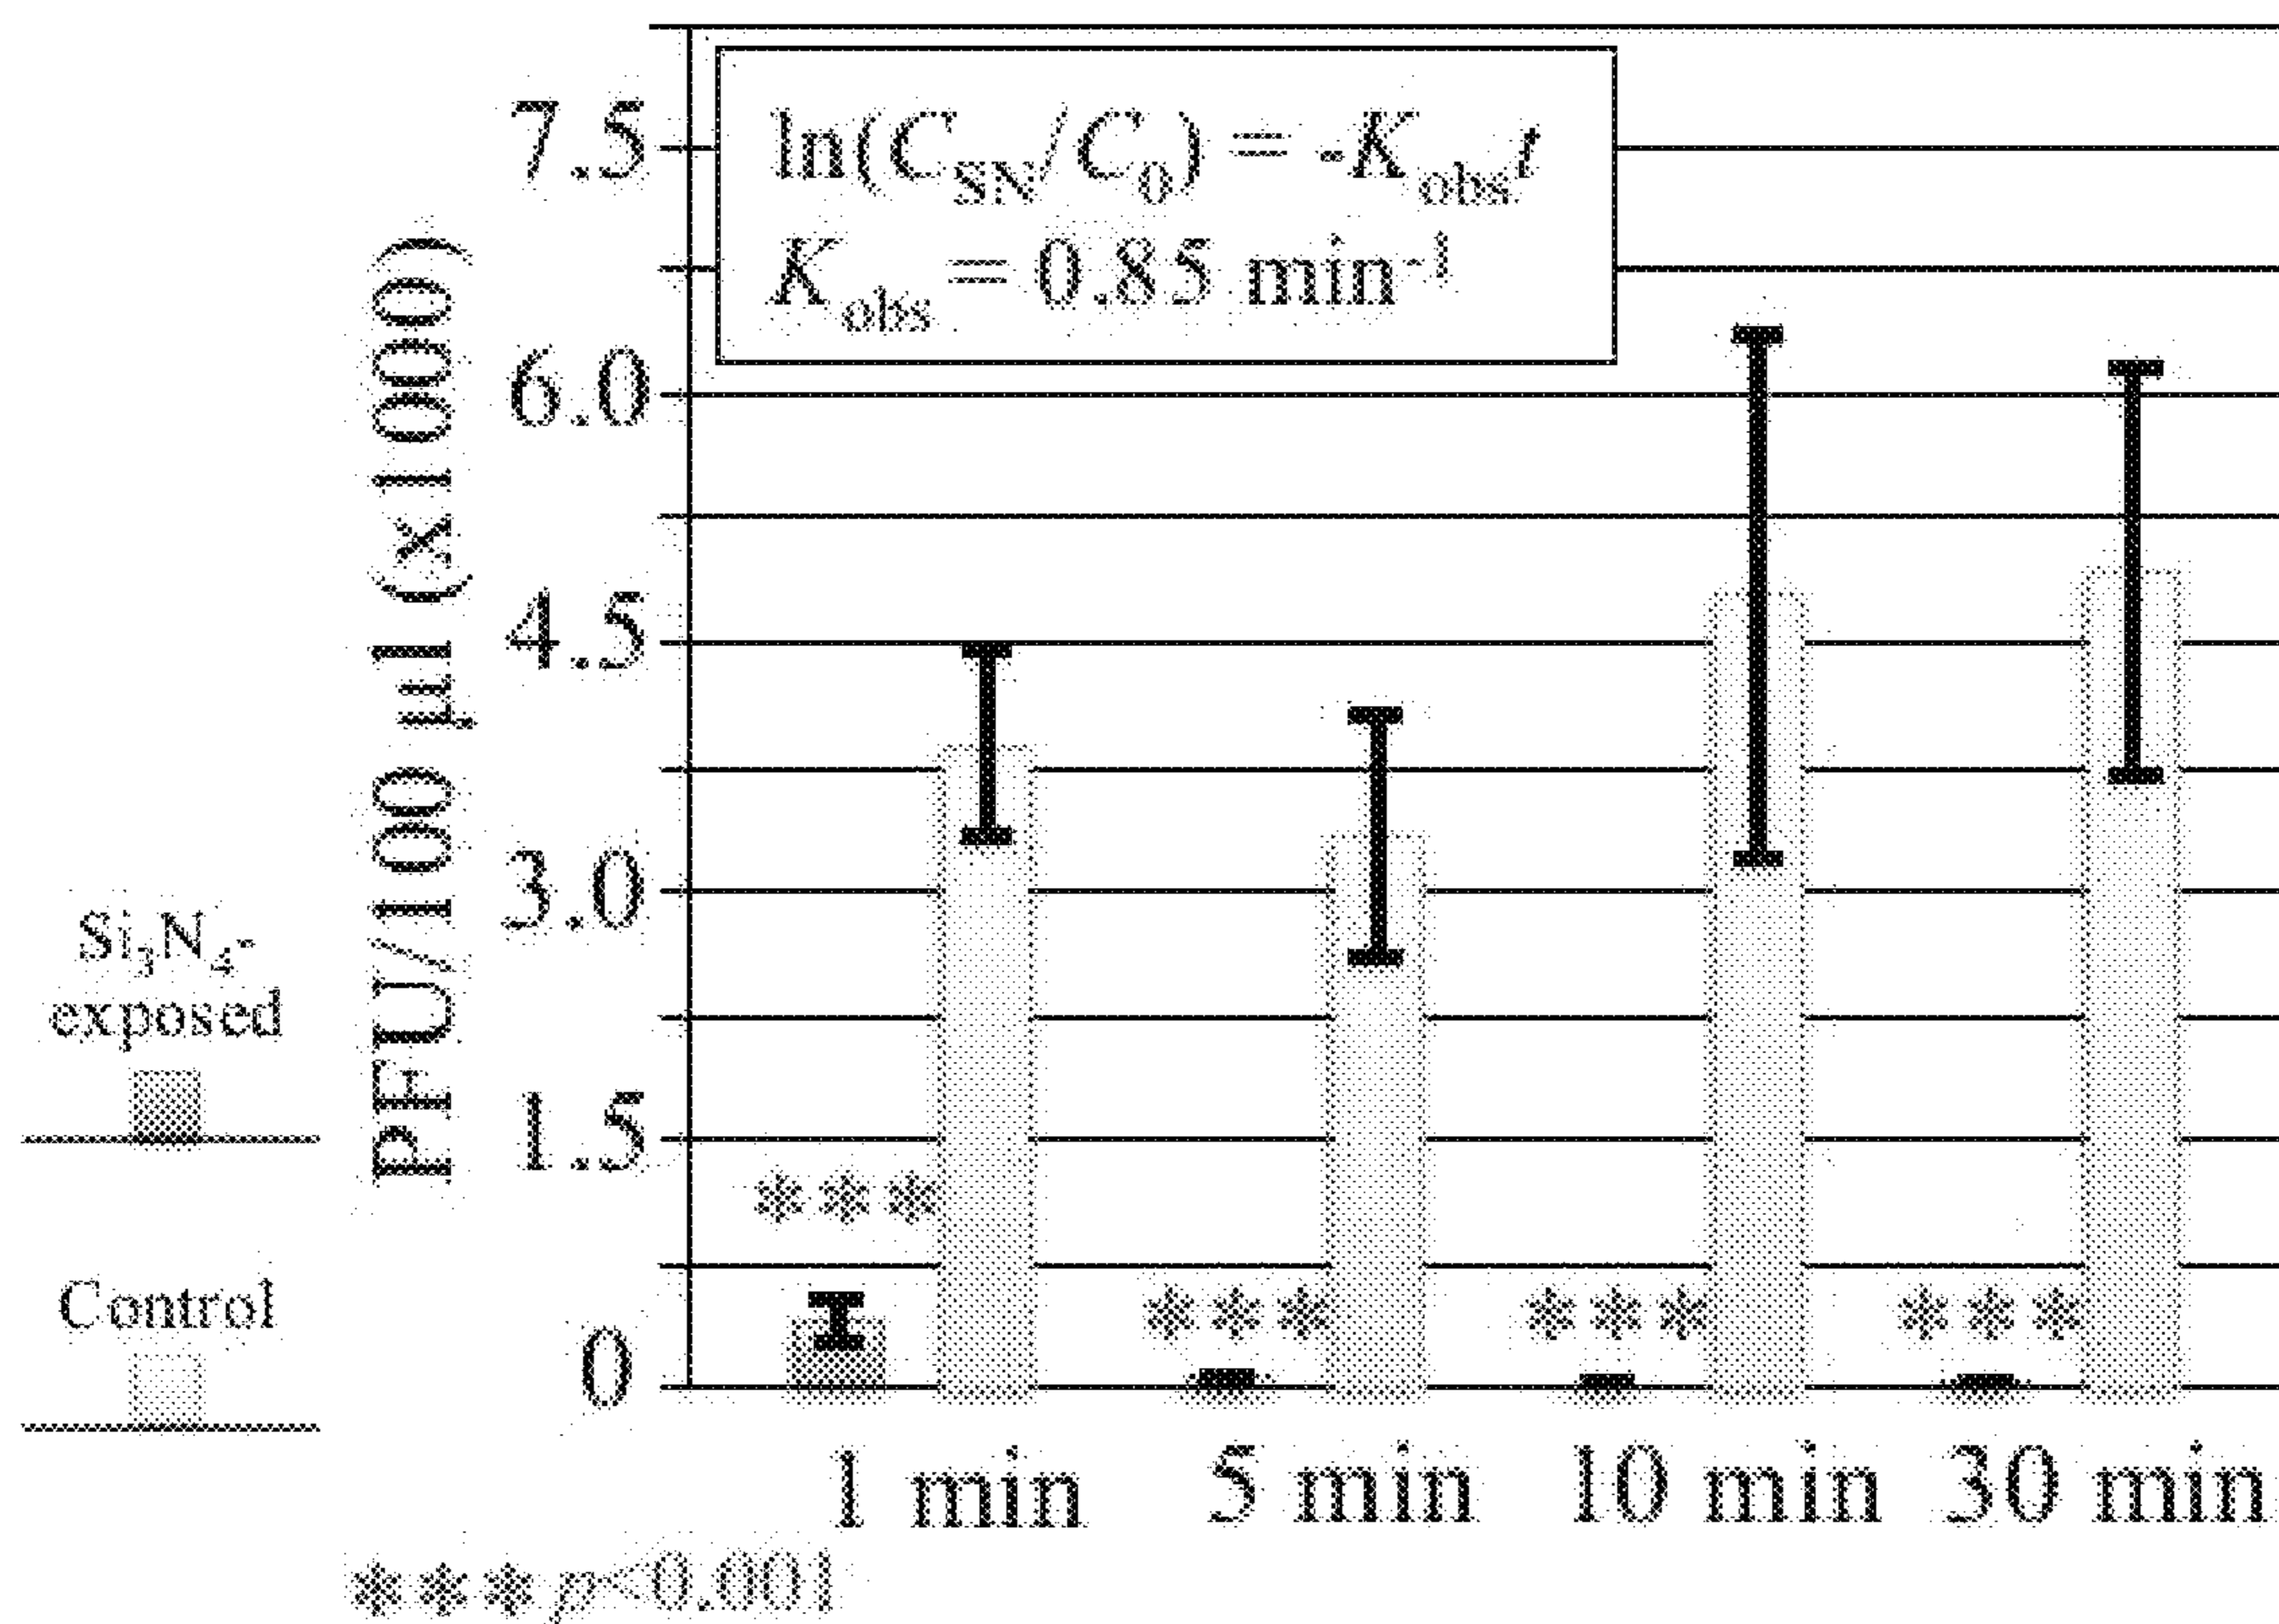 ln(C_SN/C_0) = -K_obs t
K_obs = 0.85 min^-1
PFU/100 µl (x1000)
7.5
6.0
4.5
3.0
1.5
0
Si3N4-
exposed
Control
***
***
***
***
1 min
5 min
10 min
30 min
***p<0.001